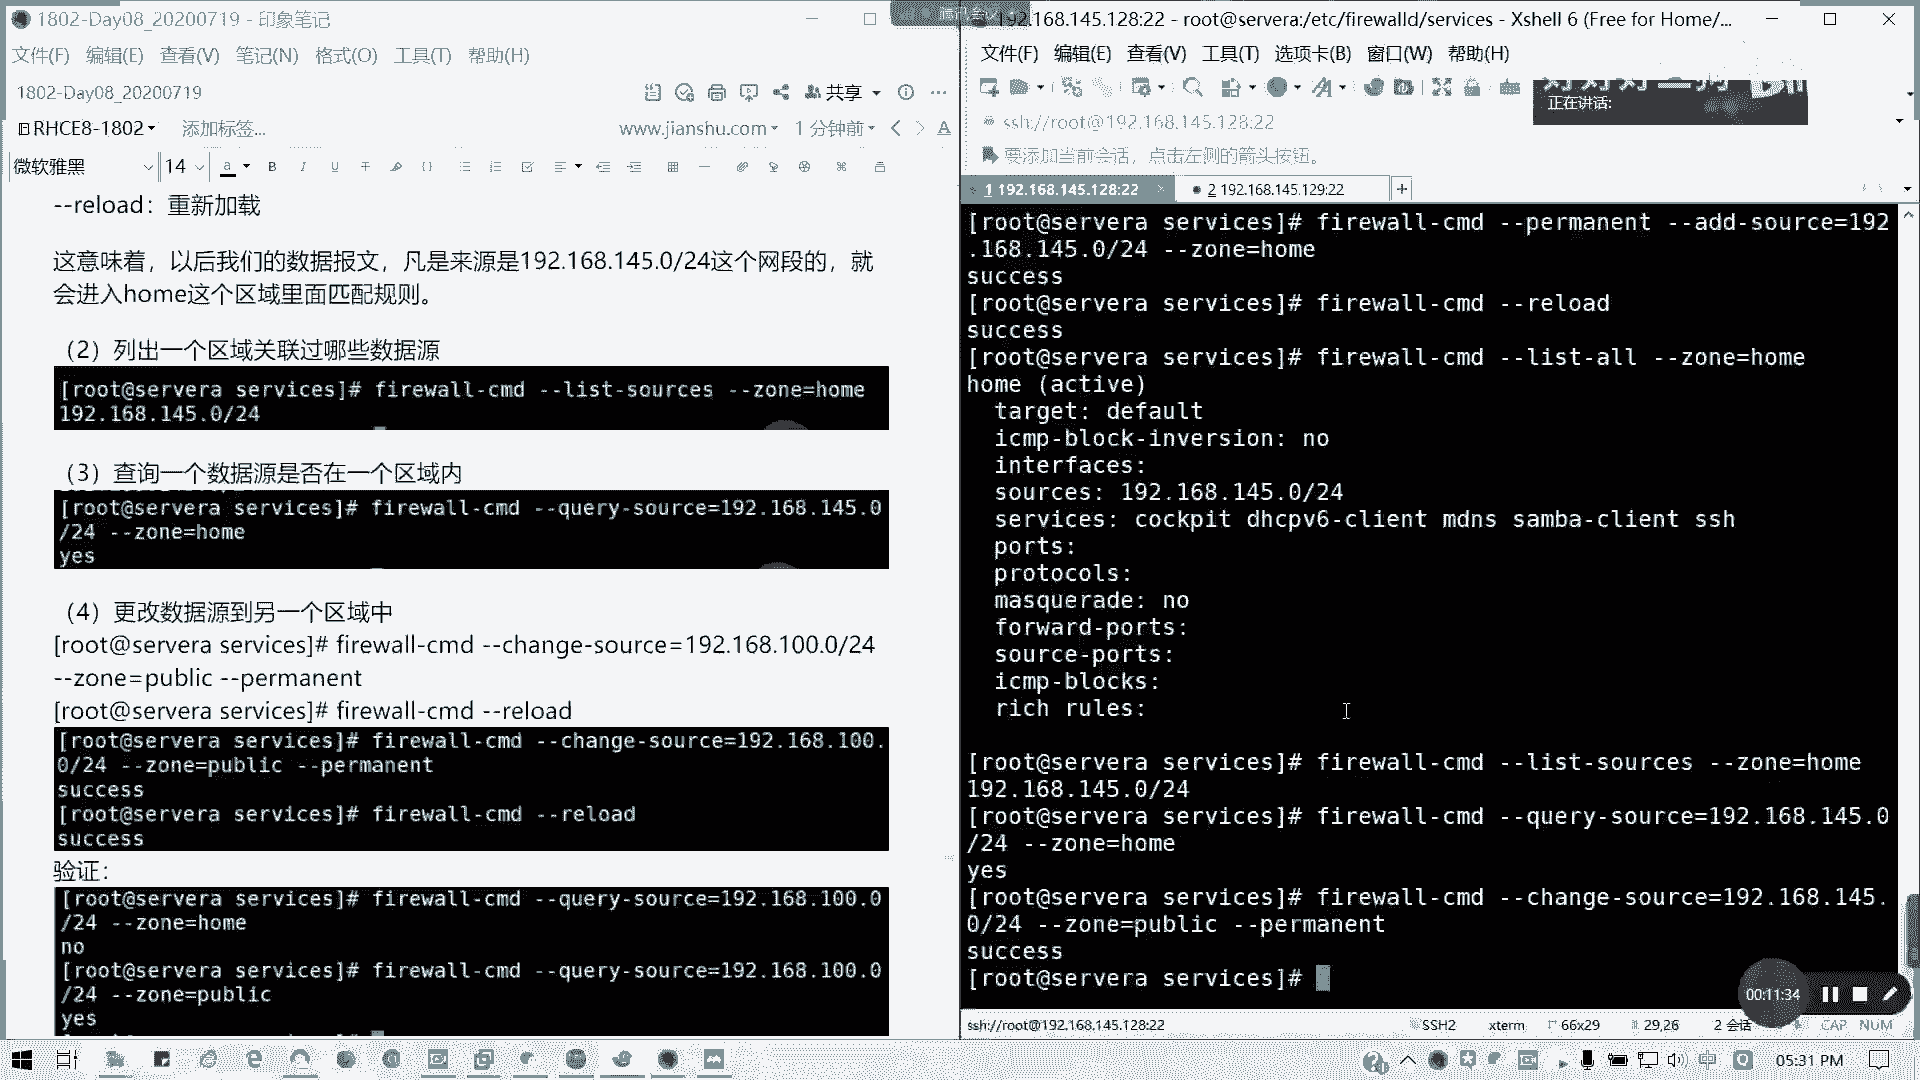 1802-Day08_20200719 - 印象笔记
文件(F) 编辑(E) 查看(V) 笔记(N) 格式(O) 工具(T) 帮助(H)
1802-Day08_20200719
共享
RHCE8-1802
添加标签...
www.jianshu.com
1 分钟前
微软雅黑
14
--reload：重新加载
这意味着，以后我们的数据报文，凡是来源是192.168.145.0/24这个网段的，就
会进入home这个区域里面匹配规则。
（2）列出一个区域关联过哪些数据源
[root@servera services]# firewall-cmd --list-sources --zone=home
192.168.145.0/24
（3）查询一个数据源是否在一个区域内
[root@servera services]# firewall-cmd --query-source=192.168.145.0
/24 --zone=home
yes
（4）更改数据源到另一个区域中
[root@servera services]# firewall-cmd --change-source=192.168.100.0/24
--zone=public --permanent
[root@servera services]# firewall-cmd --reload
[root@servera services]# firewall-cmd --change-source=192.168.100.
0/24 --zone=public --permanent
success
[root@servera services]# firewall-cmd --reload
success
验证：
[root@servera services]# firewall-cmd --query-source=192.168.100.0
/24 --zone=home
no
[root@servera services]# firewall-cmd --query-source=192.168.100.0
/24 --zone=public
yes
192.168.145.128:22 - root@servera:/etc/firewalld/services - Xshell 6 (Free for Home/...
文件(F) 编辑(E) 查看(V) 工具(T) 选项卡(B) 窗口(W) 帮助(H)
正在讲话:
ssh://root@192.168.145.128:22
要添加当前会话，点击左侧的箭头按钮。
1 192.168.145.128:22
2 192.168.145.129:22
[root@servera services]# firewall-cmd --permanent --add-source=192
.168.145.0/24 --zone=home
success
[root@servera services]# firewall-cmd --reload
success
[root@servera services]# firewall-cmd --list-all --zone=home
home (active)
target: default
icmp-block-inversion: no
interfaces:
sources: 192.168.145.0/24
services: cockpit dhcpv6-client mdns samba-client ssh
ports:
protocols:
masquerade: no
forward-ports:
source-ports:
icmp-blocks:
rich rules:
[root@servera services]# firewall-cmd --list-sources --zone=home
192.168.145.0/24
[root@servera services]# firewall-cmd --query-source=192.168.145.0
/24 --zone=home
yes
[root@servera services]# firewall-cmd --change-source=192.168.145.
0/24 --zone=public --permanent
success
[root@servera services]#
00:11:34
ssh://root@192.168.145.128:22
SSH2
xterm
66x29
29,26
2 会话
CAP NUM
05:31 PM